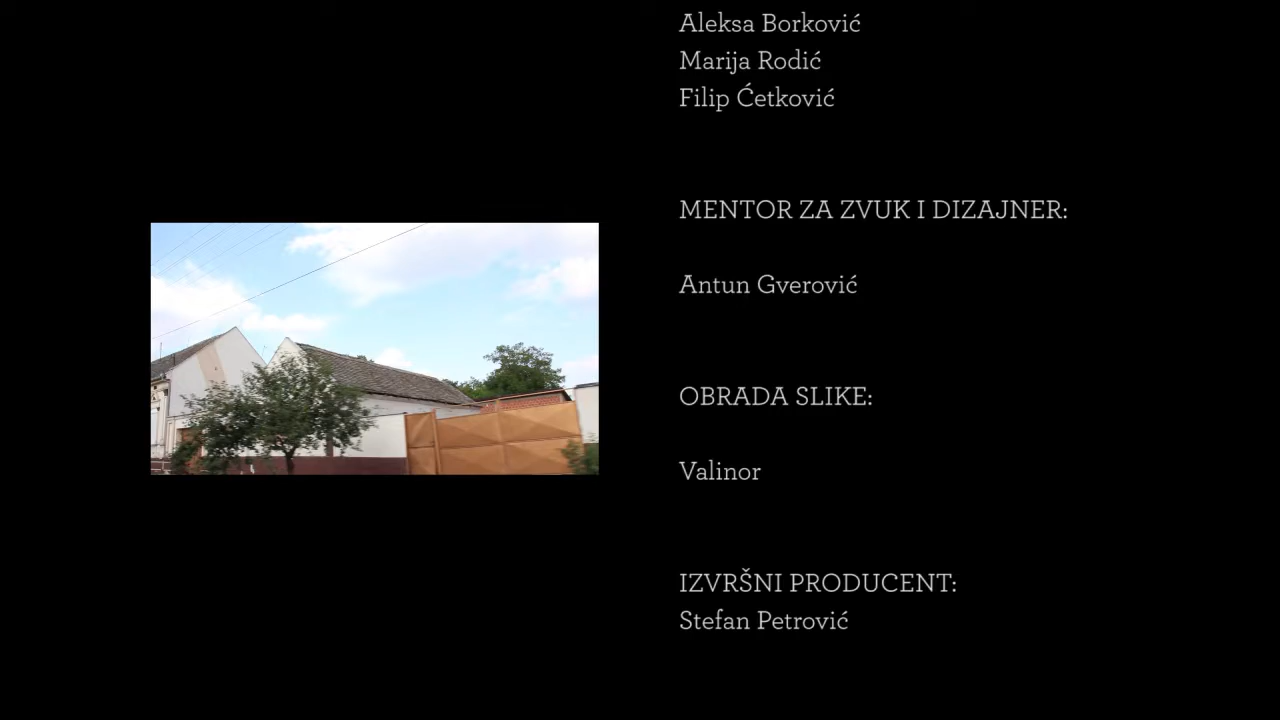 Aleksa Borković
Marija Rodić
Filip Ćetković
MENTOR ZA ZVUK I DIZAJNER:
Antun Gverović
OBRADA SLIKE:
Valinor
IZVRŠNI PRODUCENT:
Stefan Petrović